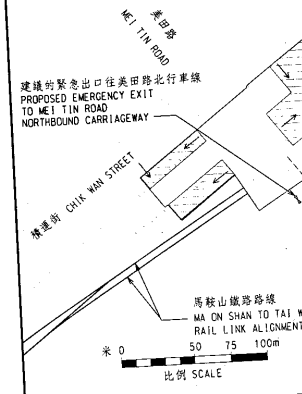 美田路
MEI TIN ROAD
建議的緊急出口往美田路北行車線
PROPOSED EMERGENCY EXIT
TO MEI TIN ROAD
NORTHBOUND CARRIAGEWAY
積運街 CHIK WAN STREET
馬鞍山鐵路路線
MA ON SHAN TO TAI W
RAIL LINK ALIGNMENT
米 0 50 75 100m
比例 SCALE